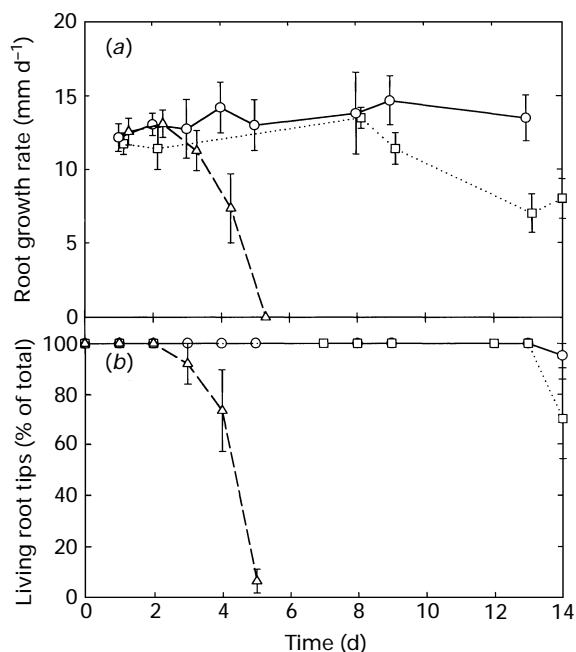 20
(a)
15
10
5
0
Root growth rate (mm d⁻¹)
100
(b)
80
60
40
20
0
Living root tips (% of total)
0 2 4 6 8 10 12 14
Time (d)